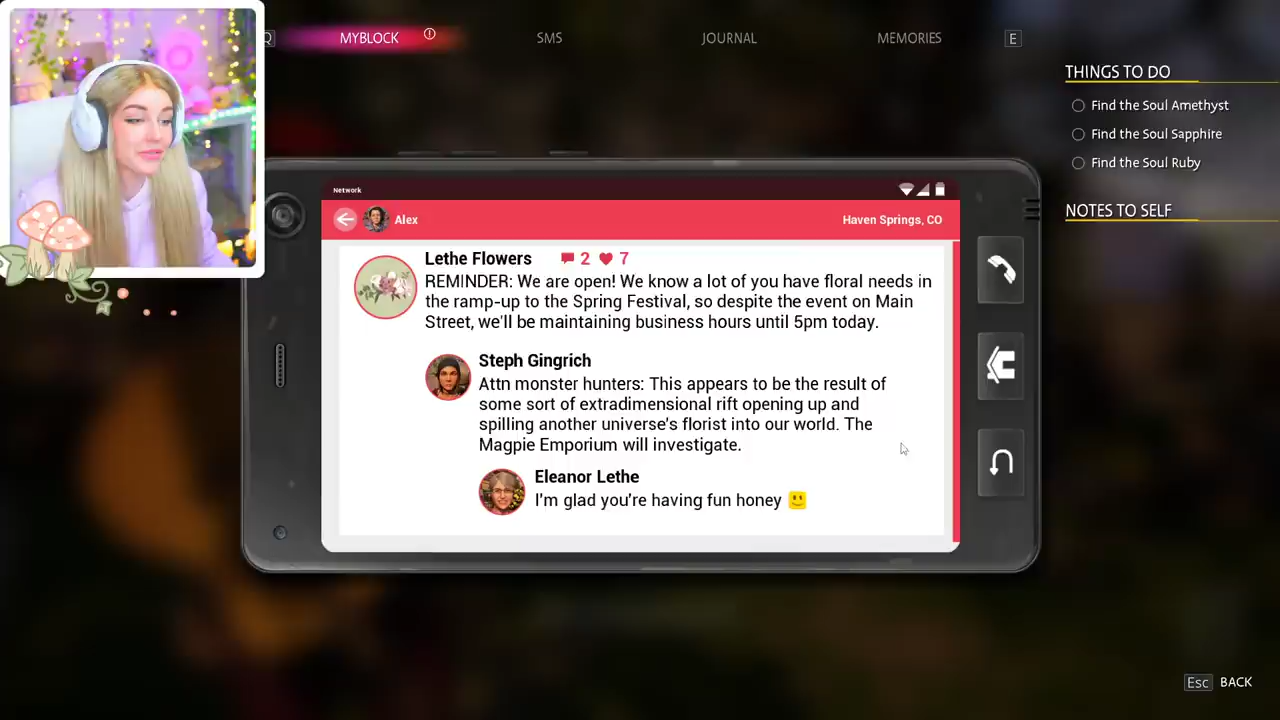 MYBLOCK
SMS
JOURNAL
MEMORIES
E
THINGS TO DO
Find the Soul Amethyst
Find the Soul Sapphire
Find the Soul Ruby
NOTES TO SELF
Network
Alex
Haven Springs, CO
Lethe Flowers 2 7
REMINDER: We are open! We know a lot of you have floral needs in
the ramp-up to the Spring Festival, so despite the event on Main
Street, we'll be maintaining business hours until 5pm today.
Steph Gingrich
Attn monster hunters: This appears to be the result of
some sort of extradimensional rift opening up and
spilling another universe's florist into our world. The
Magpie Emporium will investigate.
Eleanor Lethe
I'm glad you're having fun honey 🙂
Esc BACK